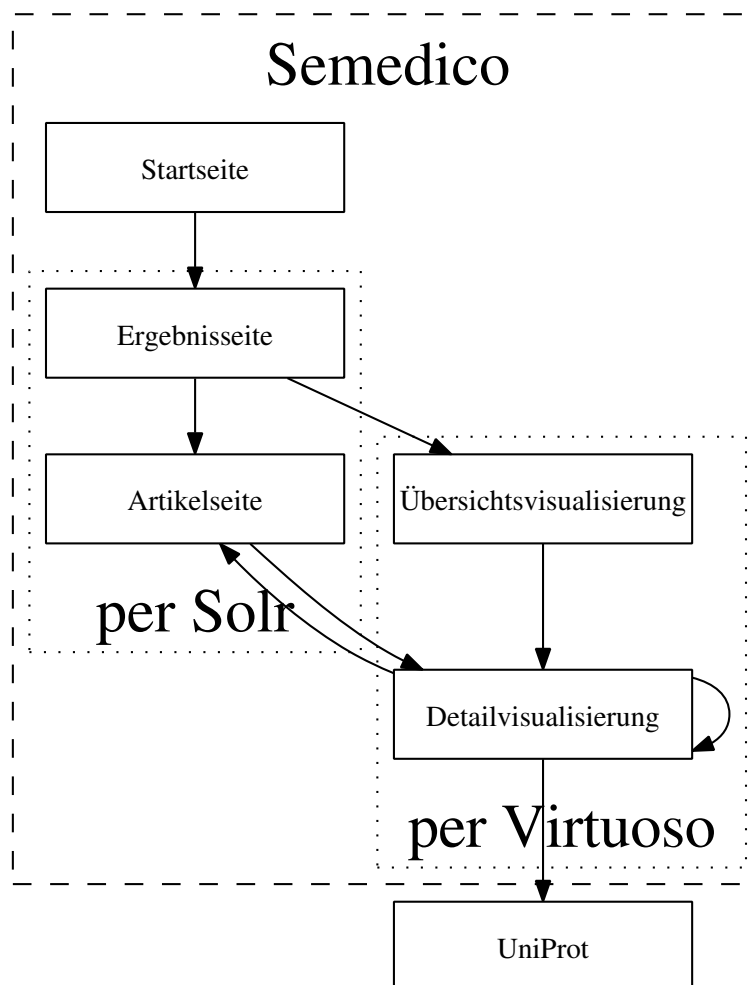 Semedico
Startseite
Ergebnisseite
Artikelseite
Übersichtsvisualisierung
per Solr
Detailvisualisierung
per Virtuoso
UniProt